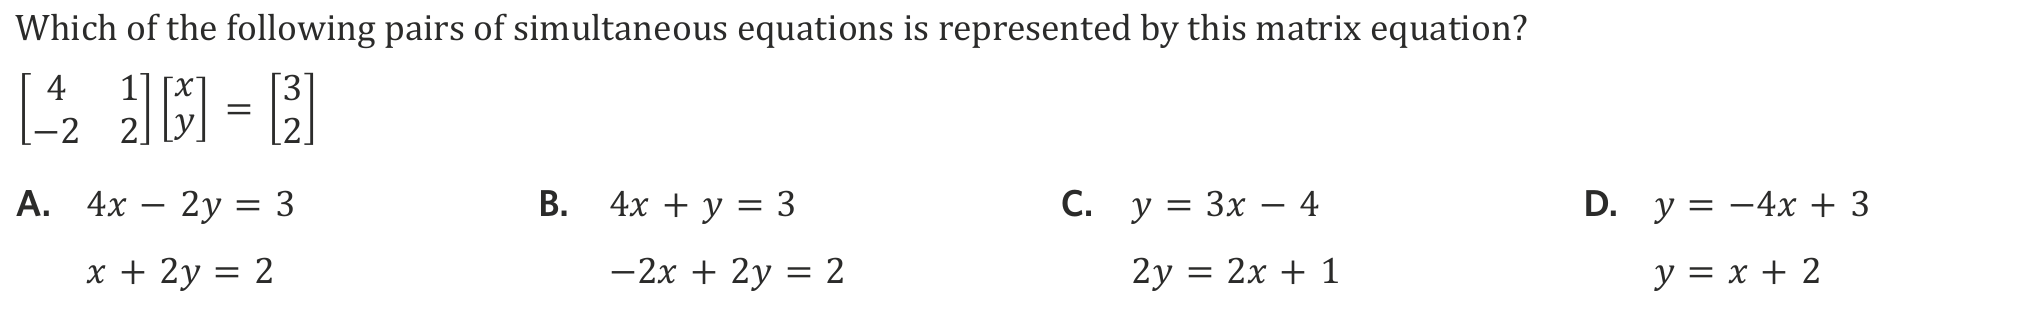 Which of the following pairs of simultaneous equations is represented by this matrix equation?
[4 1] [x] = [3]
[−2 2] [y] [2]
A. 4x − 2y = 3 B. 4x + y = 3 C. y = 3x − 4 D. y = −4x + 3
x + 2y = 2 −2x + 2y = 2 2y = 2x + 1 y = x + 2